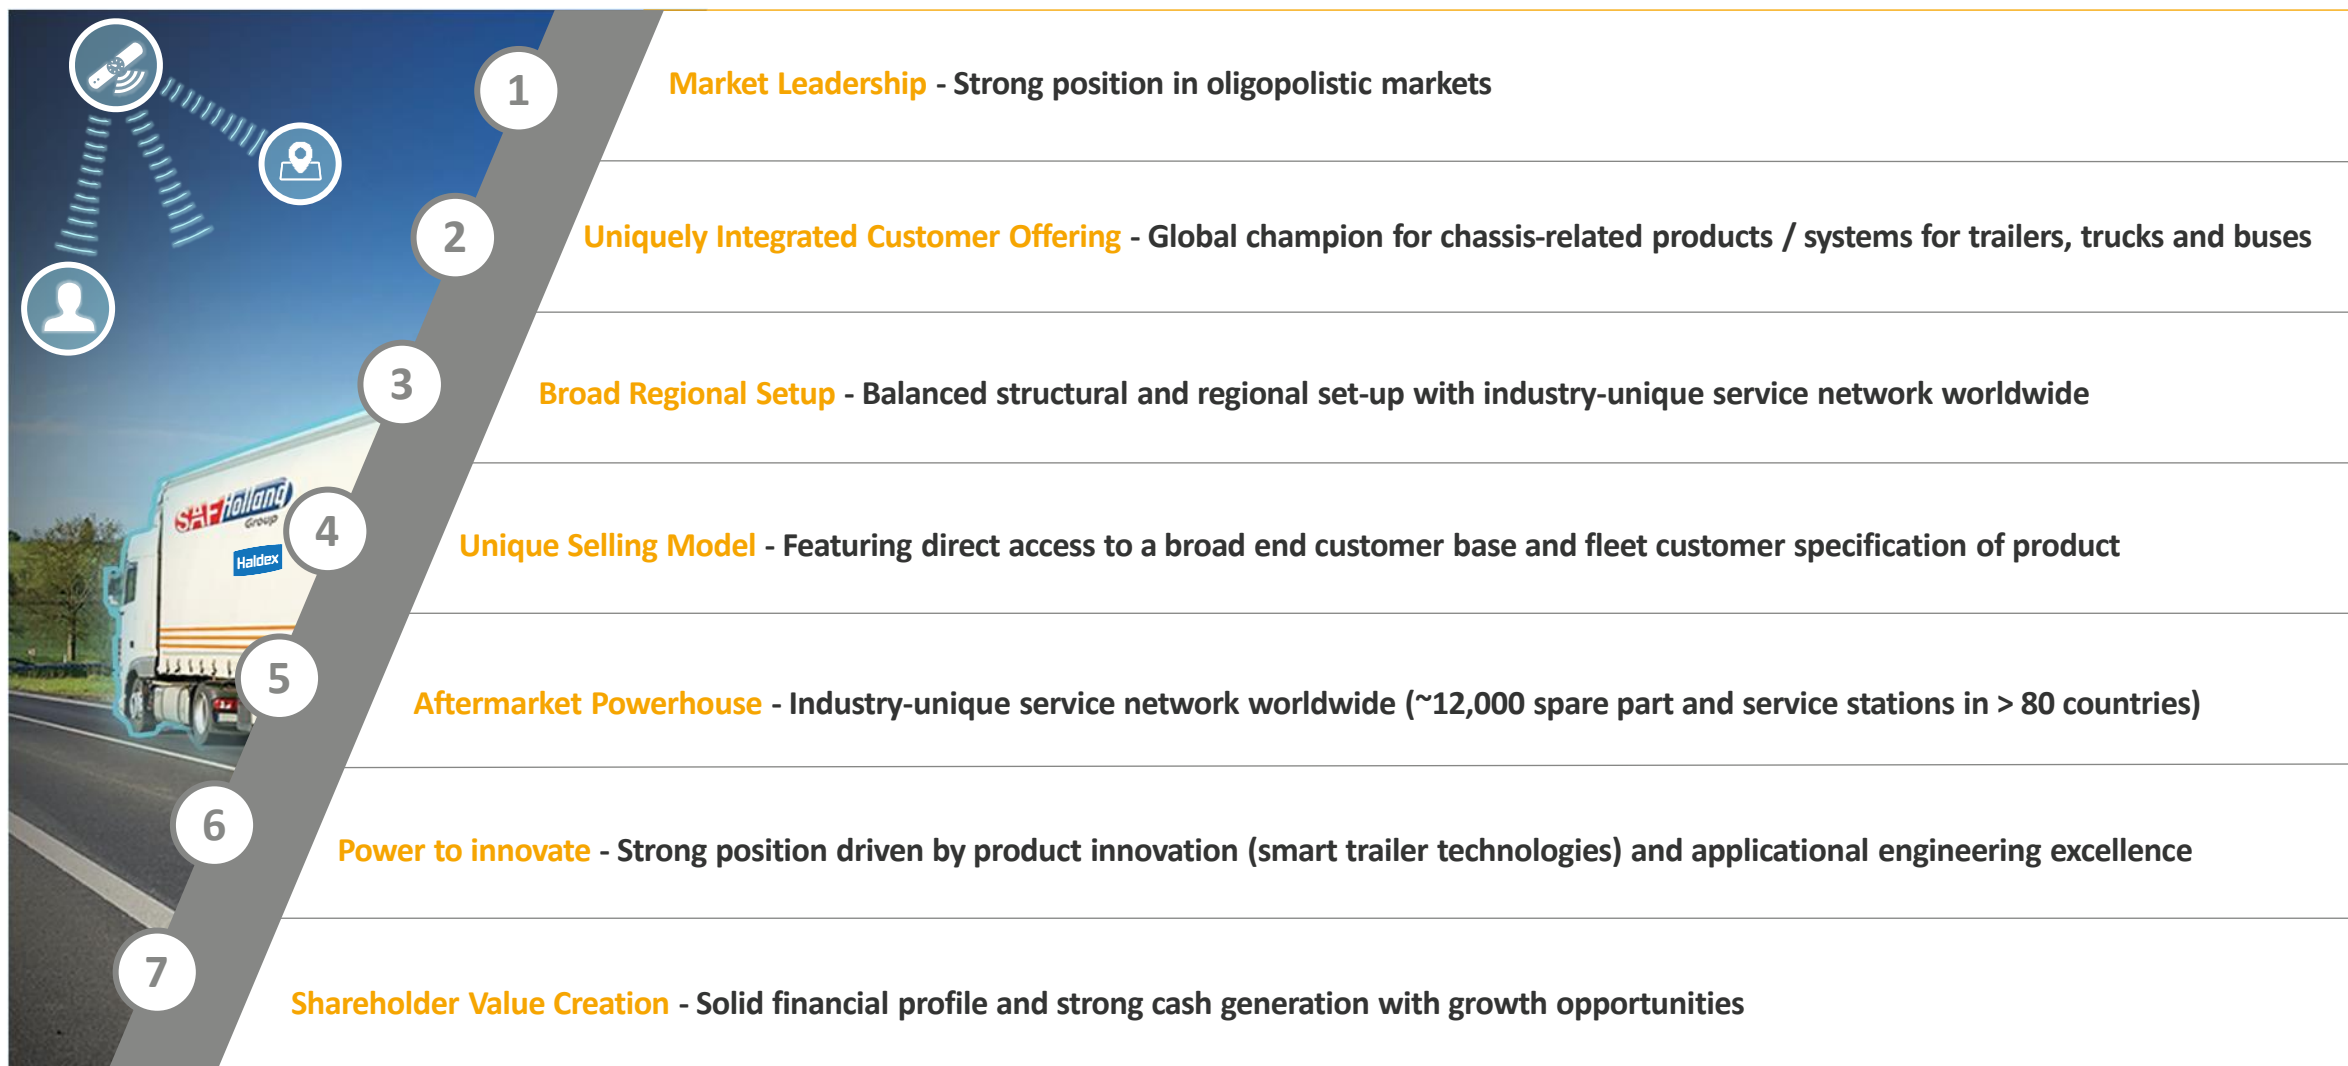 1
Market Leadership - Strong position in oligopolistic markets
2
Uniquely Integrated Customer Offering - Global champion for chassis-related products / systems for trailers, trucks and buses
3
Broad Regional Setup - Balanced structural and regional set-up with industry-unique service network worldwide
SAF Holland
Group
Haldex
4
Unique Selling Model - Featuring direct access to a broad end customer base and fleet customer specification of product
5
Aftermarket Powerhouse - Industry-unique service network worldwide (~12,000 spare part and service stations in > 80 countries)
6
Power to innovate - Strong position driven by product innovation (smart trailer technologies) and applicational engineering excellence
7
Shareholder Value Creation - Solid financial profile and strong cash generation with growth opportunities